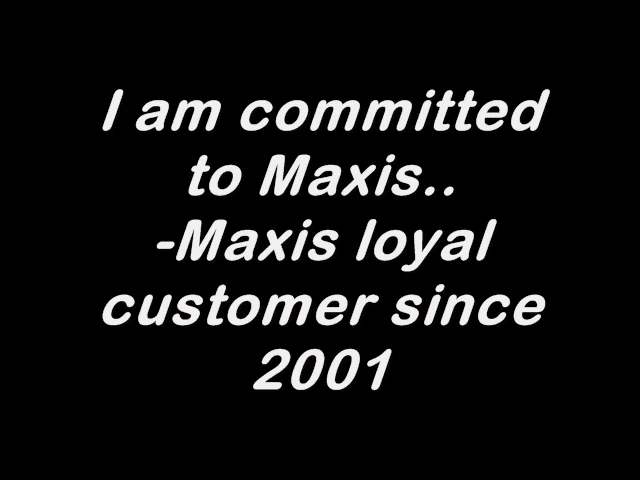 I am committed
to Maxis..
-Maxis loyal
customer since
2001